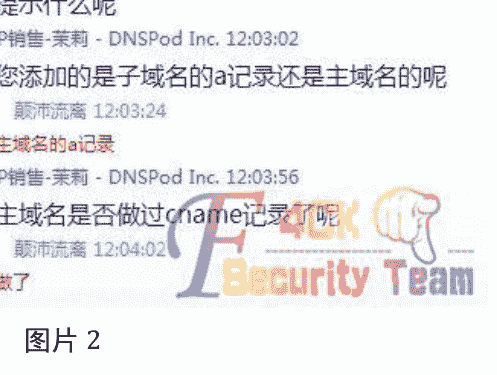 提示什么呢
P销售-茉莉 - DNSPod Inc. 12:03:02
您添加的是子域名的a记录还是主域名的呢
颠沛流离 12:03:24
主域名的a记录
P销售-茉莉 - DNSPod Inc. 12:03:56
主域名是否做过cname记录了呢
颠沛流离 12:04:02
做了
F4CK
Security Team
图片 2